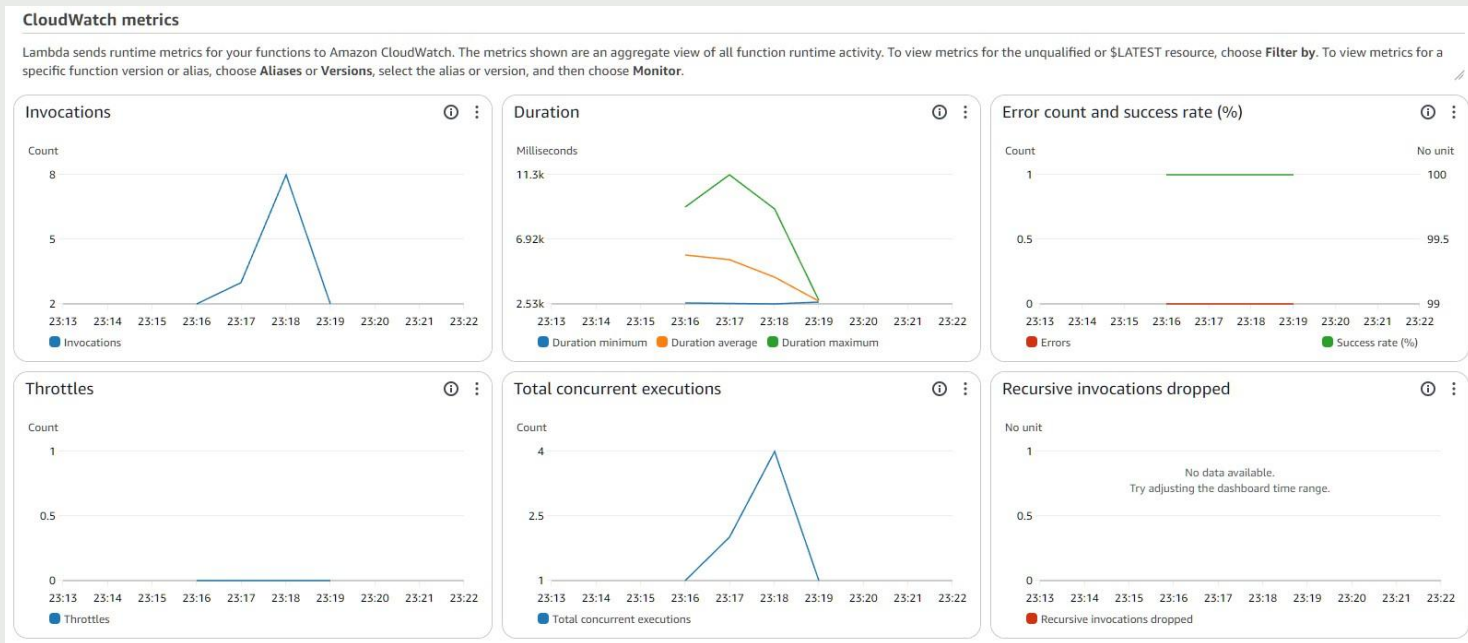 CloudWatch metrics
Lambda sends runtime metrics for your functions to Amazon CloudWatch. The metrics shown are an aggregate view of all function runtime activity. To view metrics for the unqualified or $LATEST resource, choose Filter by. To view metrics for a
specific function version or alias, choose Aliases or Versions, select the alias or version, and then choose Monitor.
Invocations
Count
8
5
2
23:13 23:14 23:15 23:16 23:17 23:18 23:19 23:20 23:21 23:22
Invocations
Duration
Milliseconds
11.3k
6.92k
2.53k
23:13 23:14 23:15 23:16 23:17 23:18 23:19 23:20 23:21 23:22
Duration minimum Duration average Duration maximum
Error count and success rate (%)
Count No unit
1 100
0.5 99.5
0 99
23:13 23:14 23:15 23:16 23:17 23:18 23:19 23:20 23:21 23:22
Errors Success rate (%)
Throttles
Count
1
0.5
0
23:13 23:14 23:15 23:16 23:17 23:18 23:19 23:20 23:21 23:22
Throttles
Total concurrent executions
Count
4
2.5
1
23:13 23:14 23:15 23:16 23:17 23:18 23:19 23:20 23:21 23:22
Total concurrent executions
Recursive invocations dropped
No unit
1
No data available.
Try adjusting the dashboard time range.
0.5
0
23:13 23:14 23:15 23:16 23:17 23:18 23:19 23:20 23:21 23:22
Recursive invocations dropped